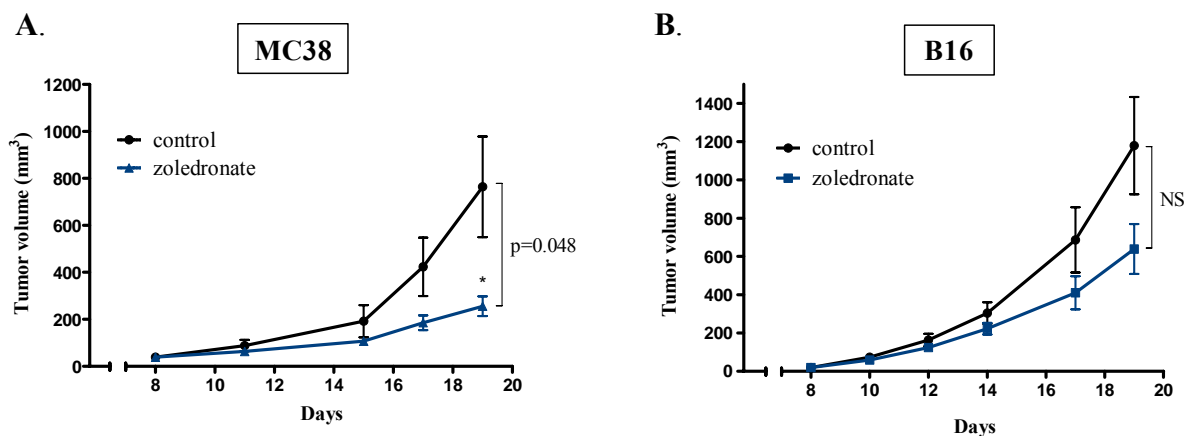 A.
MC38
Tumor volume (mm³)
1200
1000
800
600
400
200
0
control
zoledronate
*
p=0.048
8
10
12
14
16
18
20
Days
B.
B16
Tumor volume (mm³)
1400
1200
1000
800
600
400
200
0
control
zoledronate
NS
8
10
12
14
16
18
20
Days